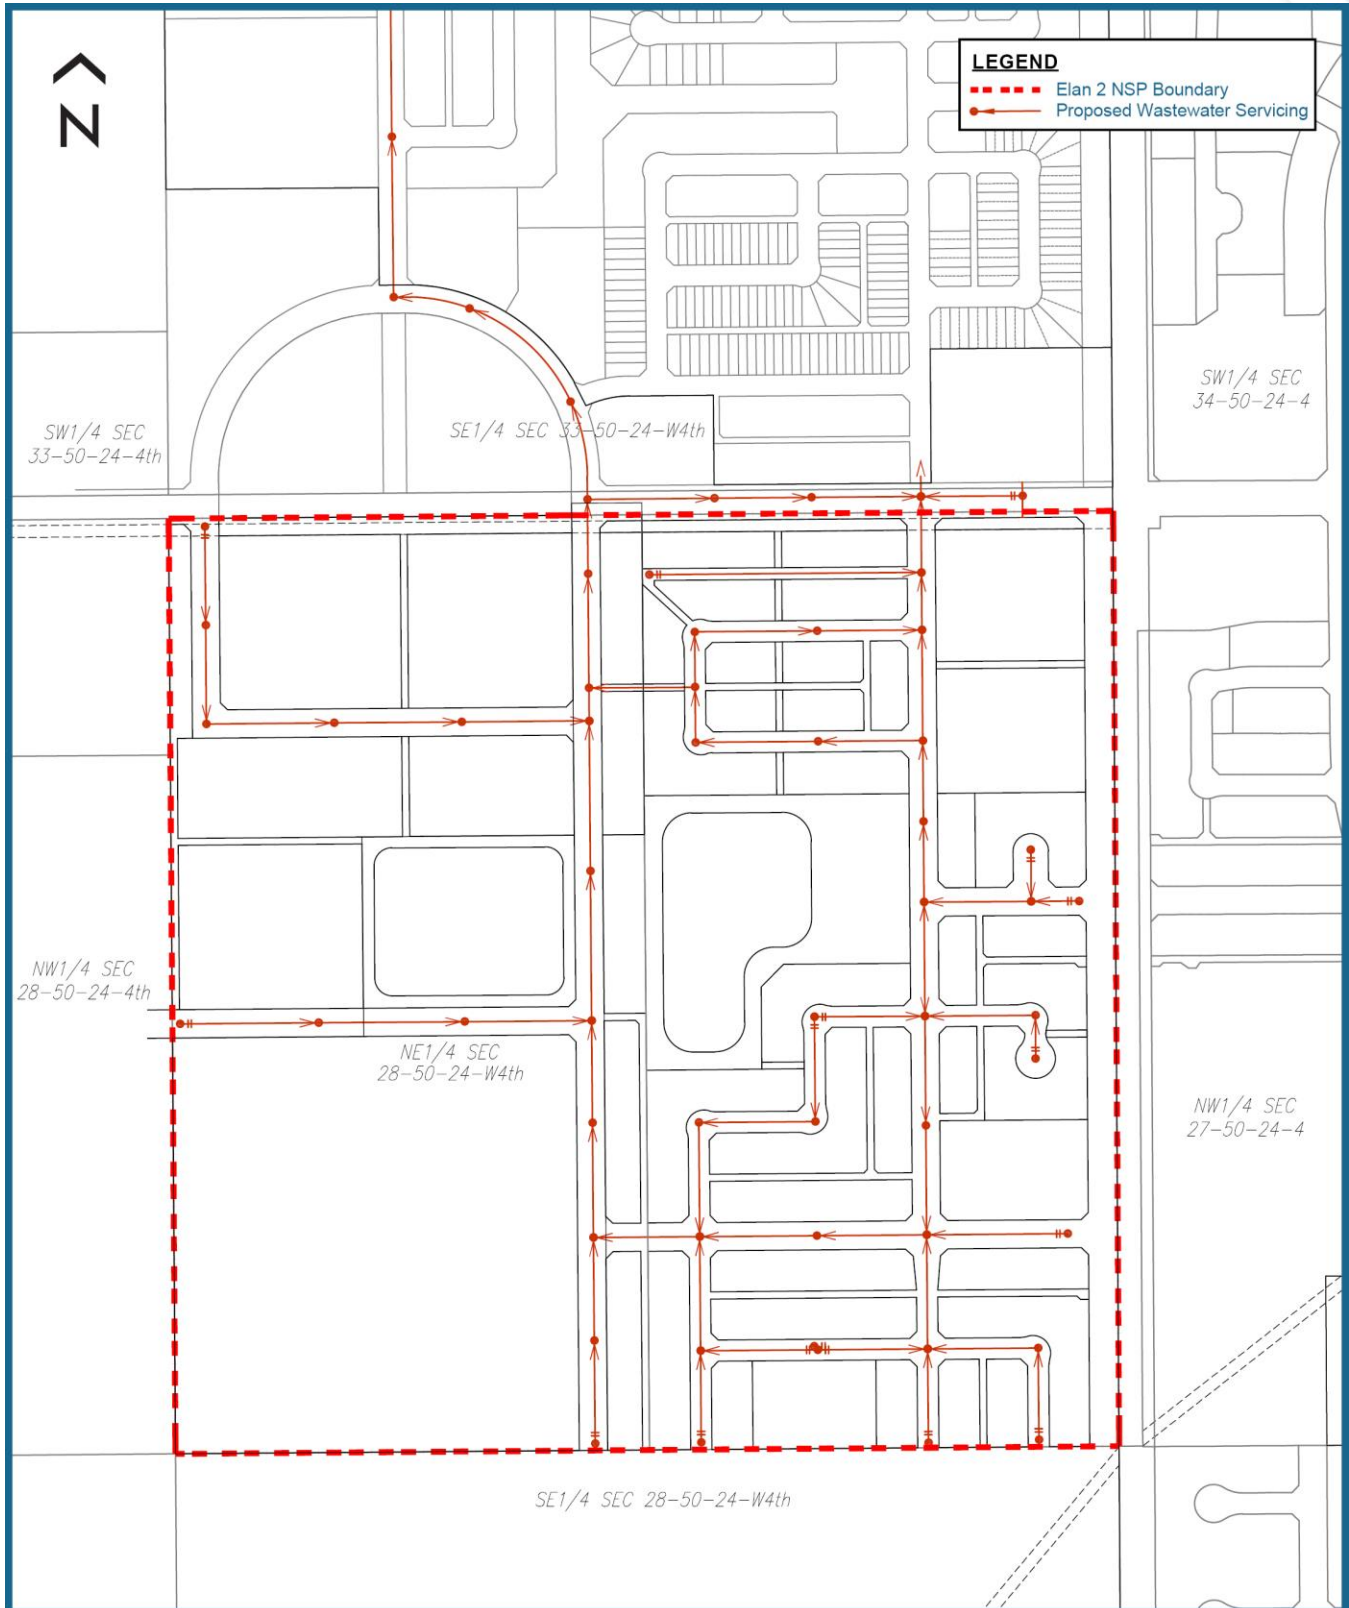 N
LEGEND
Elan 2 NSP Boundary
Proposed Wastewater Servicing
SW1/4 SEC
34-50-24-4
SW1/4 SEC
33-50-24-4th
SE1/4 SEC 33-50-24-W4th
NW1/4 SEC
28-50-24-4th
NE1/4 SEC
28-50-24-W4th
NW1/4 SEC
27-50-24-4
SE1/4 SEC 28-50-24-W4th